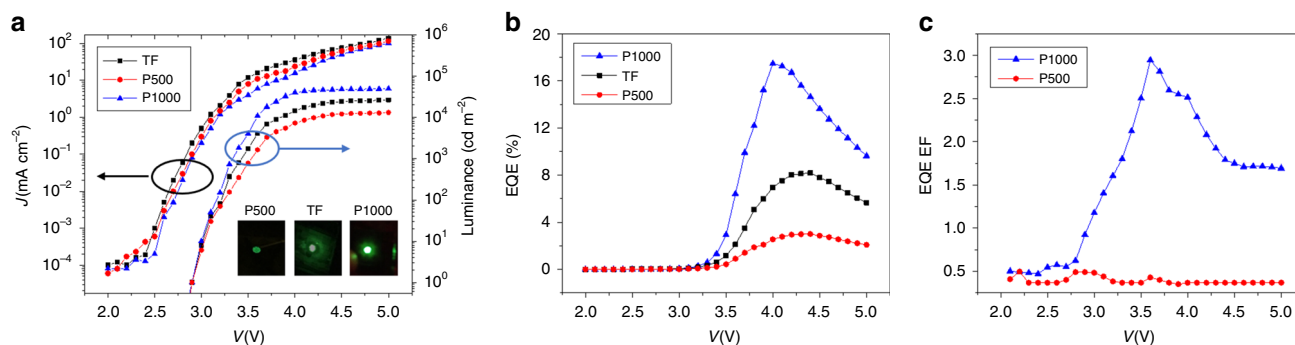 a
TF
P500
P1000
10²
10¹
10⁰
10⁻¹
10⁻²
10⁻³
10⁻⁴
J(mA cm⁻²)
10⁶
10⁵
10⁴
10³
10²
10¹
10⁰
Luminance (cd m⁻²)
P500 TF P1000
2.0 2.5 3.0 3.5 4.0 4.5 5.0
V(V)
b
P1000
TF
P500
20
16
12
8
4
0
EQE (%)
2.0 2.5 3.0 3.5 4.0 4.5 5.0
V(V)
c
P1000
P500
3.0
2.5
2.0
1.5
1.0
0.5
EQE EF
2.0 2.5 3.0 3.5 4.0 4.5 5.0
V(V)